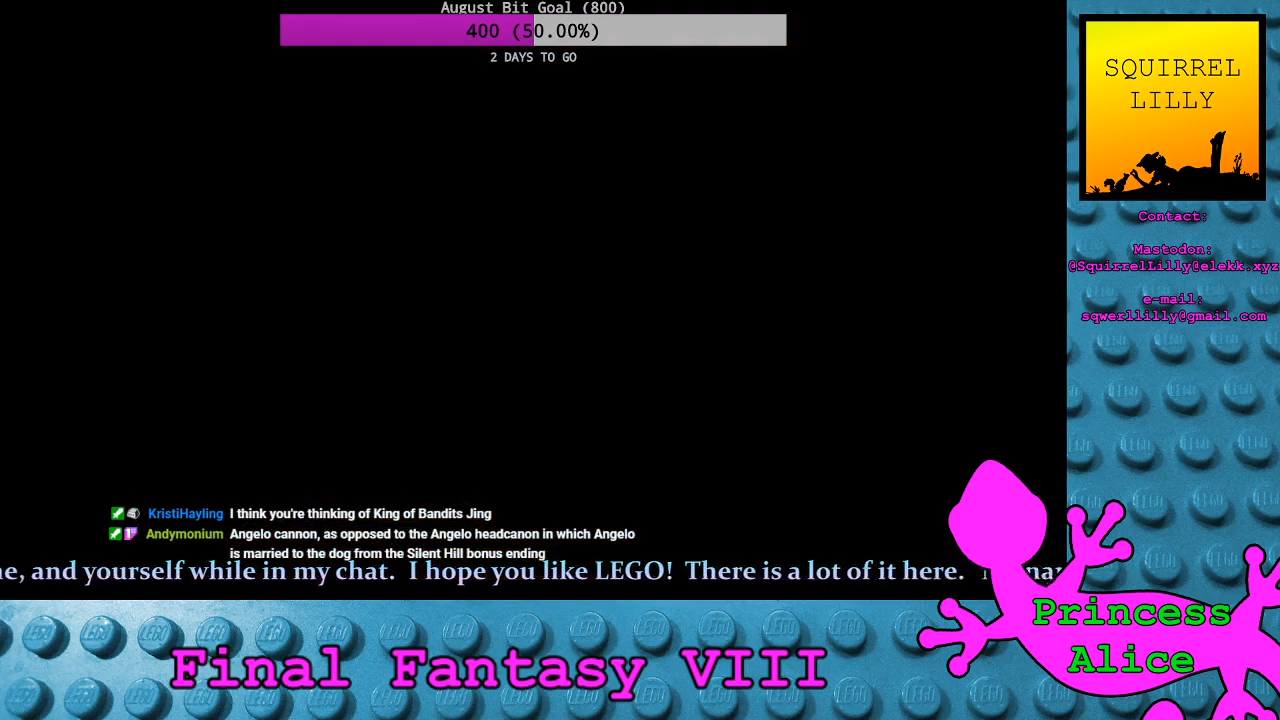 August Bit Goal (800)
400 (50.00%)
2 DAYS TO GO
SQUIRREL
LILLY
Contact:
Mastodon:
@SquirrelLilly@elekk.xyz
e-mail:
sqwerllilly@gmail.com
KristiHayling I think you're thinking of King of Bandits Jing
Andymonium Angelo cannon, as opposed to the Angelo headcanon in which Angelo
is married to the dog from the Silent Hill bonus ending
and yourself while in my chat. I hope you like LEGO! There is a lot of it here.
Princess
Alice
Final Fantasy VIII